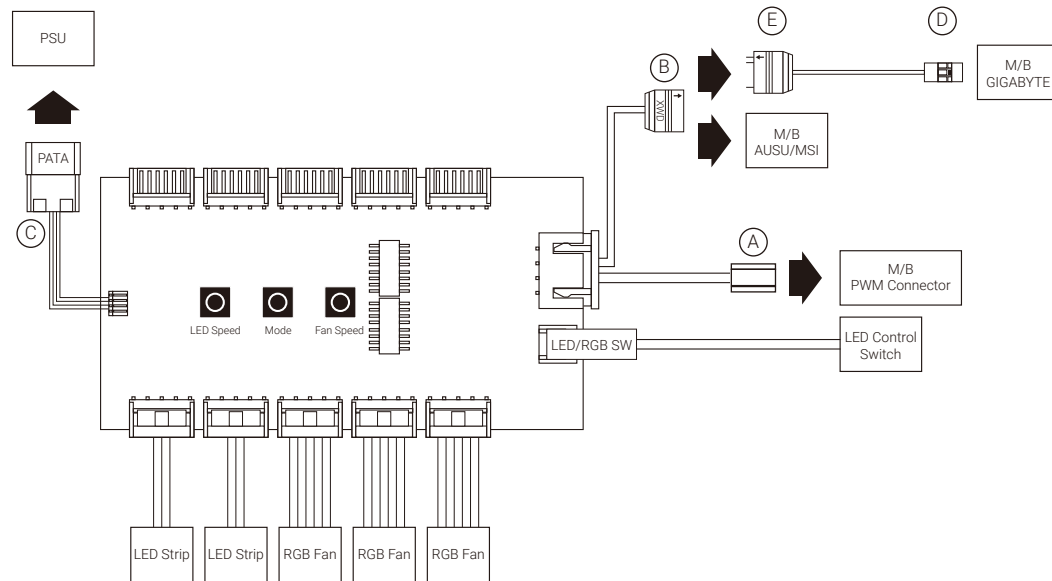 PSU
E
D
B
M/B
GIGABYTE
XWD
PATA
M/B
AUSU/MSI
C
A
M/B
PWM Connector
LED Speed
Mode
Fan Speed
LED/RGB SW
LED Control
Switch
LED Strip
LED Strip
RGB Fan
RGB Fan
RGB Fan